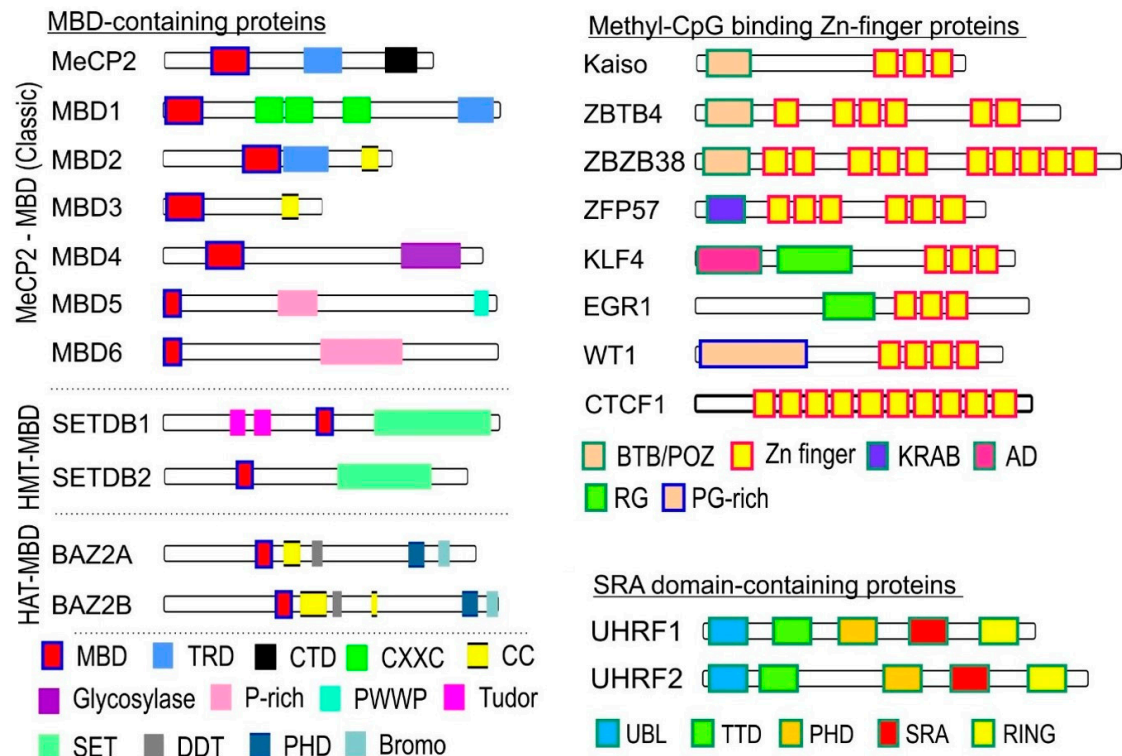 MBD-containing proteins
MeCP2 - MBD (Classic)
MeCP2
MBD1
MBD2
MBD3
MBD4
MBD5
MBD6
HMT-MBD
SETDB1
SETDB2
HAT-MBD
BAZ2A
BAZ2B
MBD TRD CTD CXXC CC
Glycosylase P-rich PWWP Tudor
SET DDT PHD Bromo
Methyl-CpG binding Zn-finger proteins
Kaiso
ZBTB4
ZBZB38
ZFP57
KLF4
EGR1
WT1
CTCF1
BTB/POZ Zn finger KRAB AD
RG PG-rich
SRA domain-containing proteins
UHRF1
UHRF2
UBL TTD PHD SRA RING